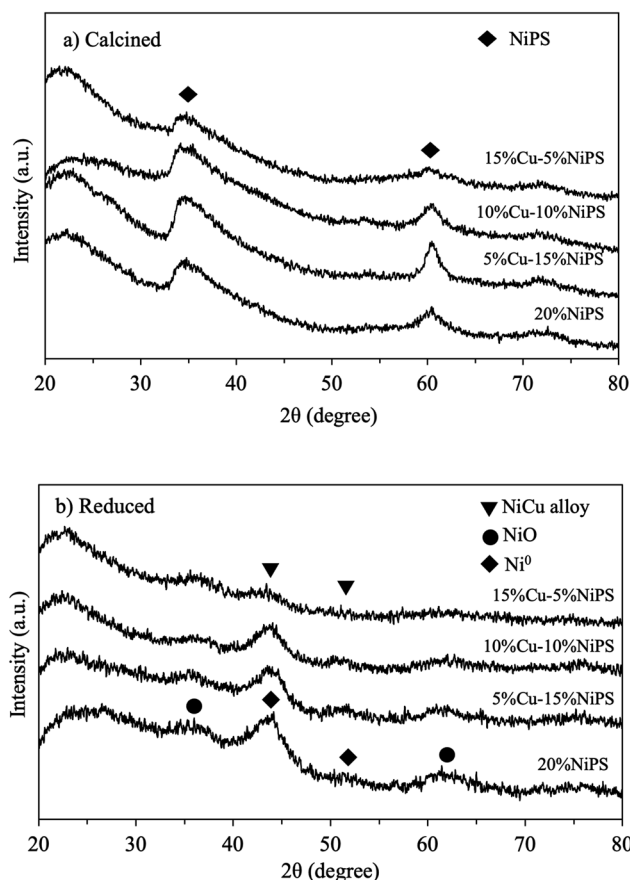 a) Calcined
NiPS
15%Cu-5%NiPS
10%Cu-10%NiPS
5%Cu-15%NiPS
20%NiPS
Intensity (a.u.)
20 30 40 50 60 70 80
2θ (degree)
b) Reduced
NiCu alloy
NiO
Ni⁰
15%Cu-5%NiPS
10%Cu-10%NiPS
5%Cu-15%NiPS
20%NiPS
Intensity (a.u.)
20 30 40 50 60 70 80
2θ (degree)